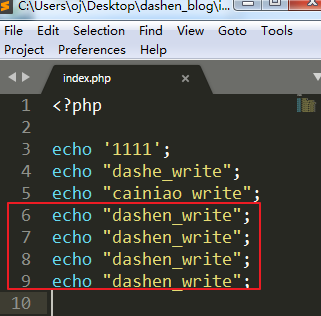 C:\Users\oj\Desktop\dashen_blog\i...
File Edit Selection Find View Goto Tools
Project Preferences Help
index.php ×
1 <?php
2
3 echo '1111';
4 echo "dashe_write";
5 echo "cainiao write";
6 echo "dashen_write";
7 echo "dashen_write";
8 echo "dashen_write";
9 echo "dashen_write";
10